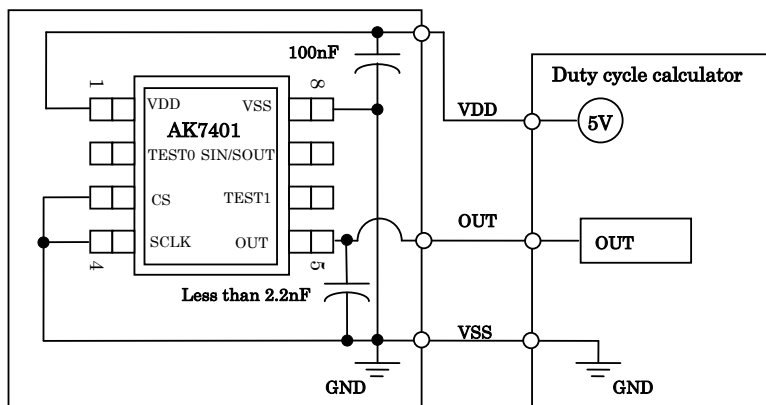 100nF
Duty cycle calculator
1
8
VDD
VSS
VDD
5V
AK7401
TEST0 SIN/SOUT
CS
TEST1
OUT
SCLK
OUT
OUT
4
5
Less than 2.2nF
VSS
GND
GND